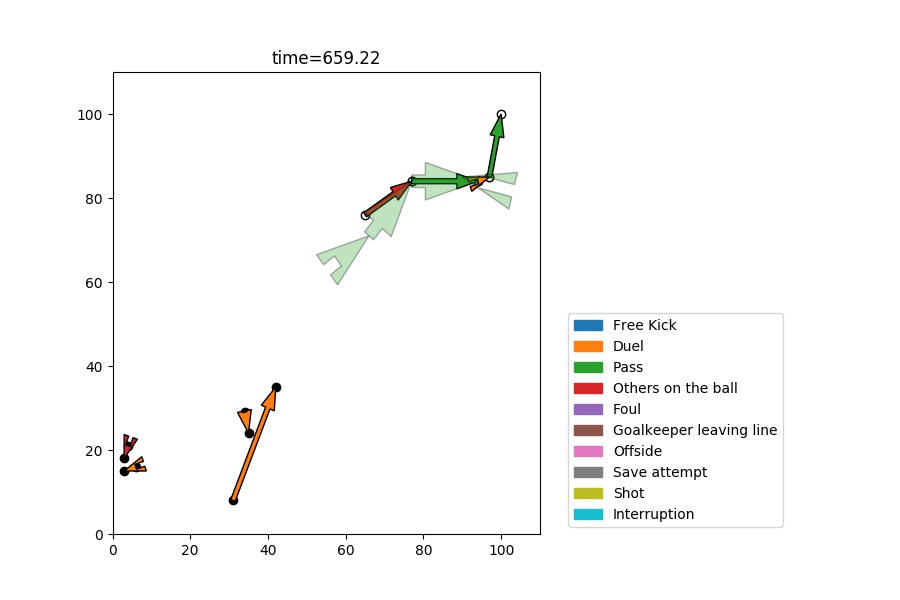 time=659.22
100
80
60
40
20
0
0 20 40 60 80 100
Free Kick
Duel
Pass
Others on the ball
Foul
Goalkeeper leaving line
Offside
Save attempt
Shot
Interruption